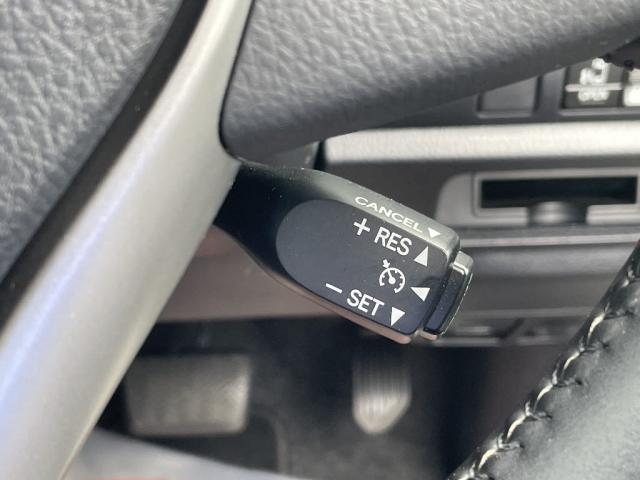 CANCEL ▼
+ RES ▲
◀
− SET ▼